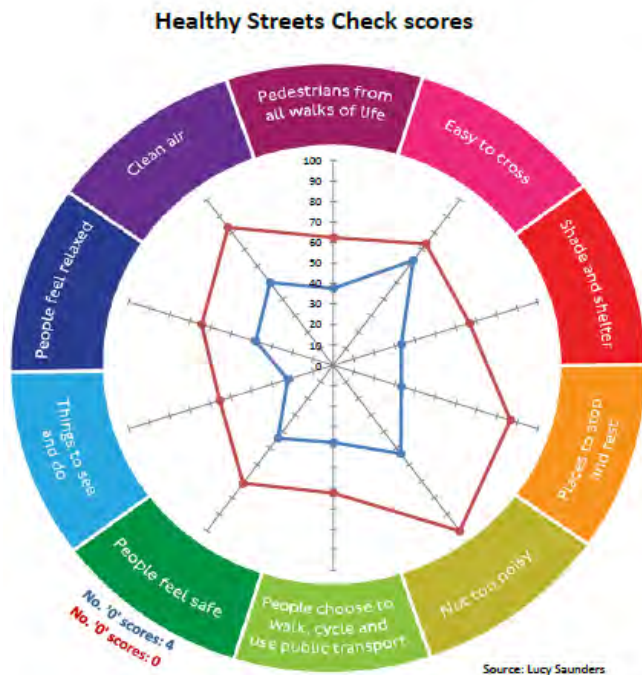 Healthy Streets Check scores
Pedestrians from
all walks of life
Easy to cross
Shade and shelter
Places to stop
and rest
Not too noisy
People choose to
walk, cycle and
use public transport
People feel safe
Things to see
and do
People feel relaxed
Clean air
100
90
80
70
60
50
40
30
20
10
0
No. '0' scores: 4
No. '0' scores: 0
Source: Lucy Saunders